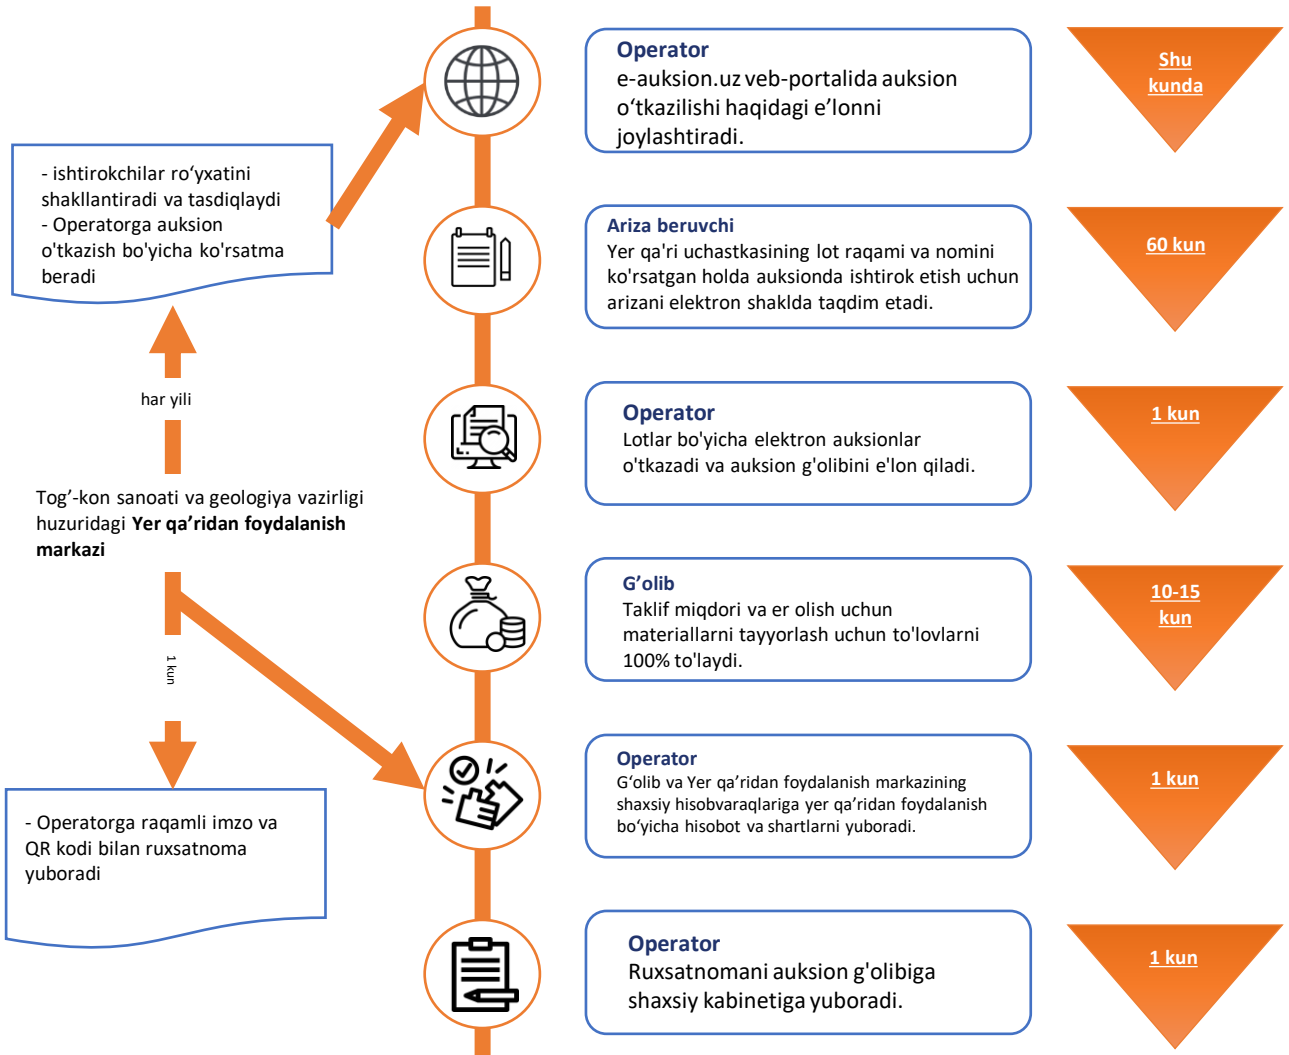 Operator
e-auksion.uz veb-portalida auksion
o‘tkazilishi haqidagi e’lonni
joylashtiradi.
Shu
kunda
- ishtirokchilar ro‘yxatini
shakllantiradi va tasdiqlaydi
- Operatorga auksion
o'tkazish bo'yicha ko'rsatma
beradi
Ariza beruvchi
Yer qa'ri uchastkasining lot raqami va nomini
ko'rsatgan holda auksionda ishtirok etish uchun
arizani elektron shaklda taqdim etadi.
60 kun
har yili
Operator
Lotlar bo'yicha elektron auksionlar
o'tkazadi va auksion g'olibini e'lon qiladi.
1 kun
Tog’-kon sanoati va geologiya vazirligi
huzuridagi Yer qa’ridan foydalanish
markazi
G’olib
Taklif miqdori va er olish uchun
materiallarni tayyorlash uchun to'lovlarni
100% to'laydi.
10-15
kun
1 kun
Operator
G‘olib va Yer qa’ridan foydalanish markazining
shaxsiy hisobvaraqlariga yer qa’ridan foydalanish
bo‘yicha hisobot va shartlarni yuboradi.
1 kun
- Operatorga raqamli imzo va
QR kodi bilan ruxsatnoma
yuboradi
Operator
Ruxsatnomani auksion g'olibiga
shaxsiy kabinetiga yuboradi.
1 kun